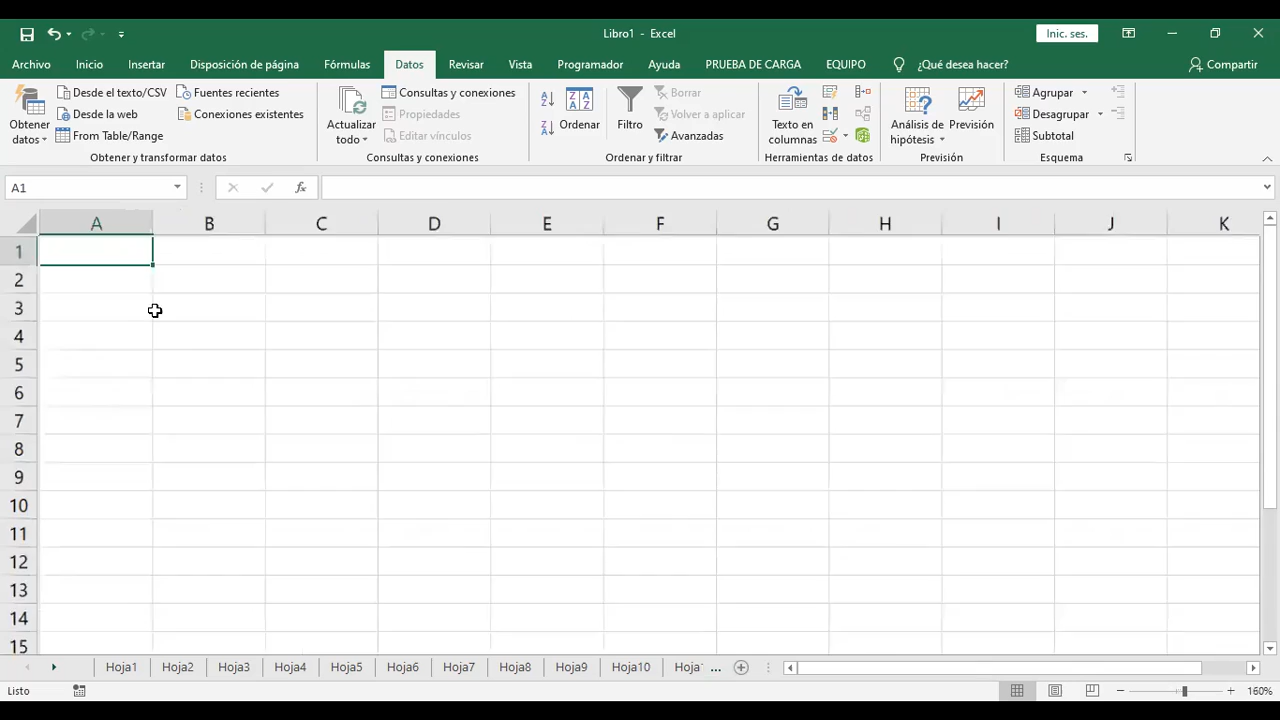 Libro1 - Excel
Inic. ses.
Archivo Inicio Insertar Disposición de página Fórmulas Datos Revisar Vista Programador Ayuda PRUEBA DE CARGA EQUIPO ¿Qué desea hacer? Compartir
Obtener datos
Desde el texto/CSV
Desde la web
From Table/Range
Fuentes recientes
Conexiones existentes
Obtener y transformar datos
Actualizar todo
Consultas y conexiones
Propiedades
Editar vínculos
Consultas y conexiones
Ordenar
Filtro
Borrar
Volver a aplicar
Avanzadas
Ordenar y filtrar
Texto en columnas
Herramientas de datos
Análisis de hipótesis
Previsión
Previsión
Agrupar
Desagrupar
Subtotal
Esquema
A1
fx
A B C D E F G H I J K
1
2
3
4
5
6
7
8
9
10
11
12
13
14
15
Hoja1 Hoja2 Hoja3 Hoja4 Hoja5 Hoja6 Hoja7 Hoja8 Hoja9 Hoja10 Hoja ...
Listo
160%